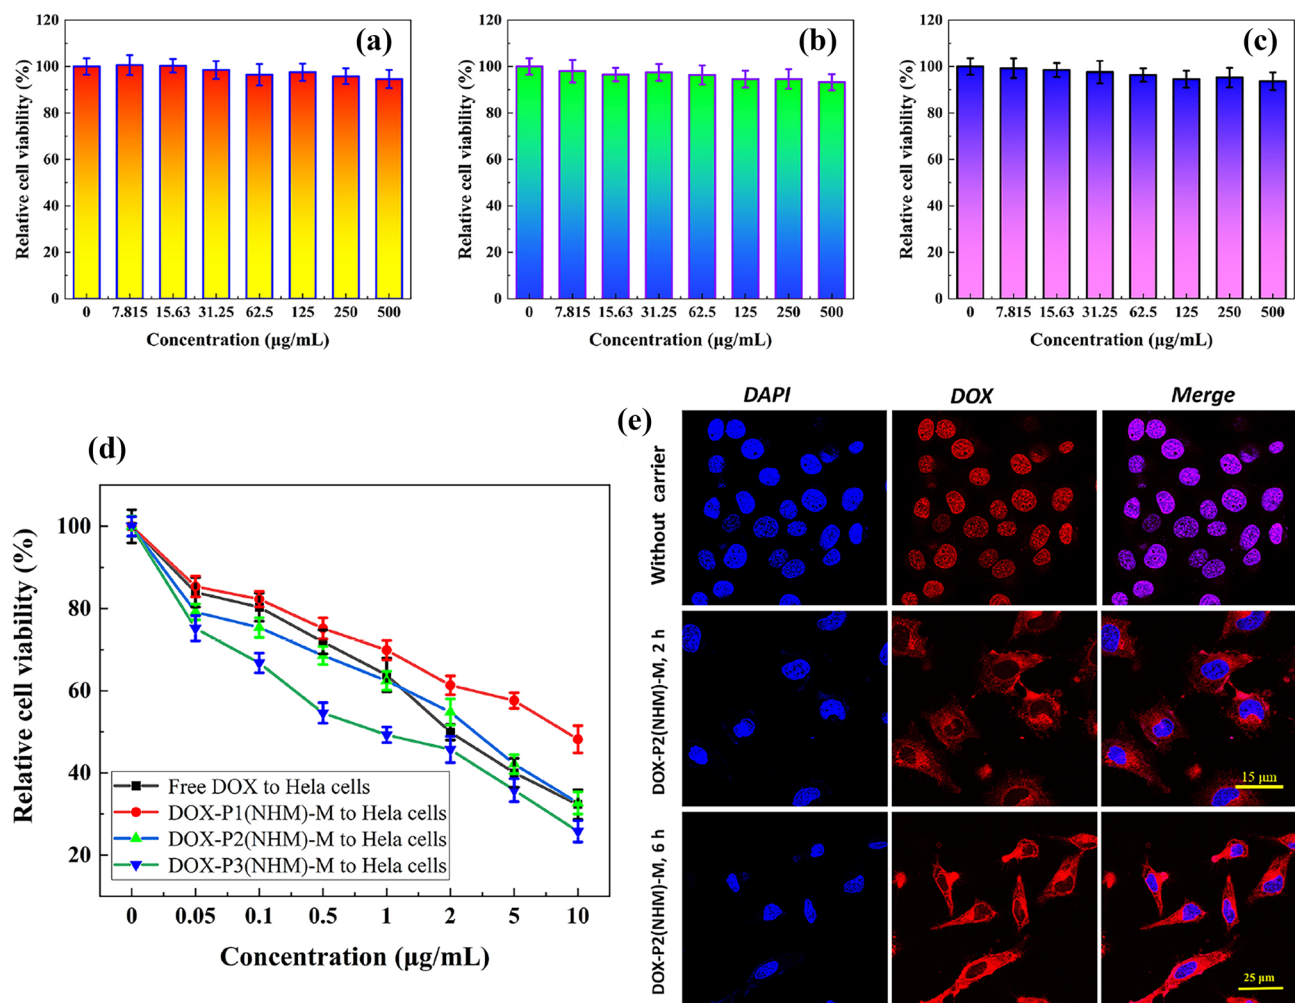 (a)
Relative cell viability (%)
120
100
80
60
40
20
0
0 7.815 15.63 31.25 62.5 125 250 500
Concentration (μg/mL)
(b)
Relative cell viability (%)
120
100
80
60
40
20
0
0 7.815 15.63 31.25 62.5 125 250 500
Concentration (μg/mL)
(c)
Relative cell viability (%)
120
100
80
60
40
20
0
0 7.815 15.63 31.25 62.5 125 250 500
Concentration (μg/mL)
(d)
Relative cell viability (%)
100
80
60
40
20
Free DOX to Hela cells
DOX-P1(NHM)-M to Hela cells
DOX-P2(NHM)-M to Hela cells
DOX-P3(NHM)-M to Hela cells
0 0.05 0.1 0.5 1 2 5 10
Concentration (μg/mL)
(e)
DAPI DOX Merge
Without carrier
DOX-P2(NHM)-M, 2 h
15 μm
DOX-P2(NHM)-M, 6 h
25 μm